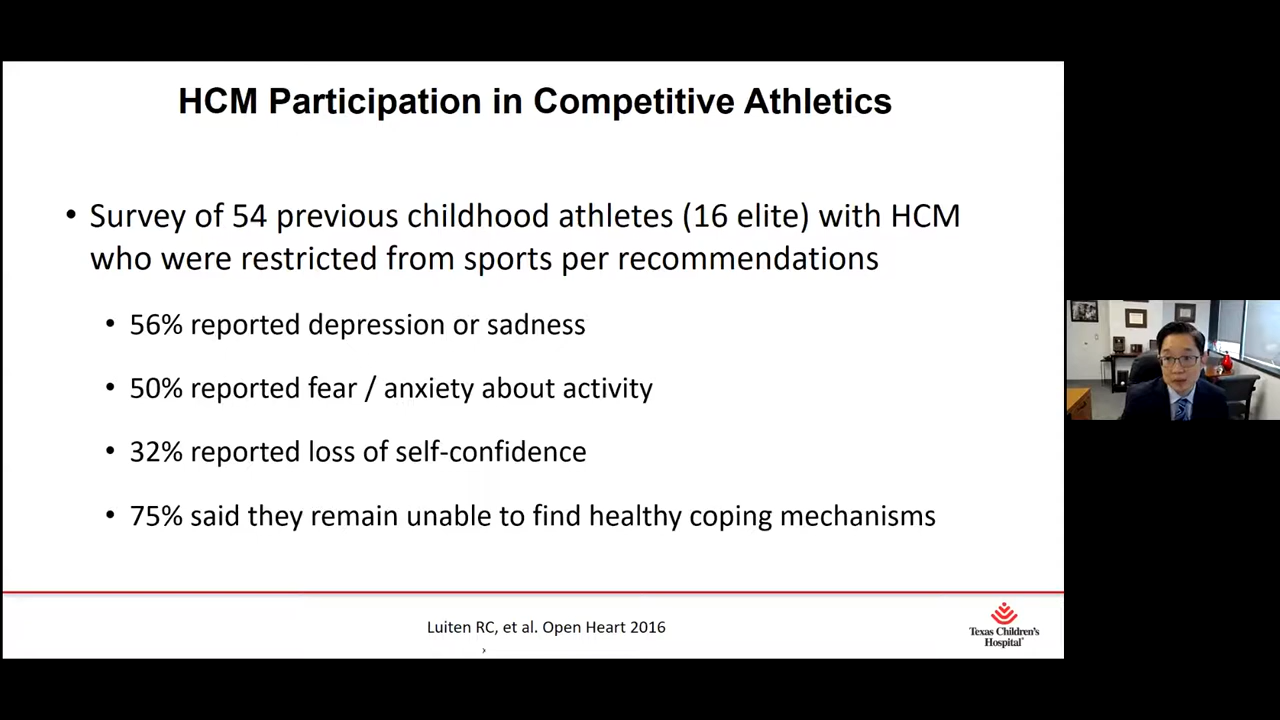 HCM Participation in Competitive Athletics
• Survey of 54 previous childhood athletes (16 elite) with HCM
who were restricted from sports per recommendations
• 56% reported depression or sadness
• 50% reported fear / anxiety about activity
• 32% reported loss of self-confidence
• 75% said they remain unable to find healthy coping mechanisms
Luiten RC, et al. Open Heart 2016
Texas Children's
Hospital